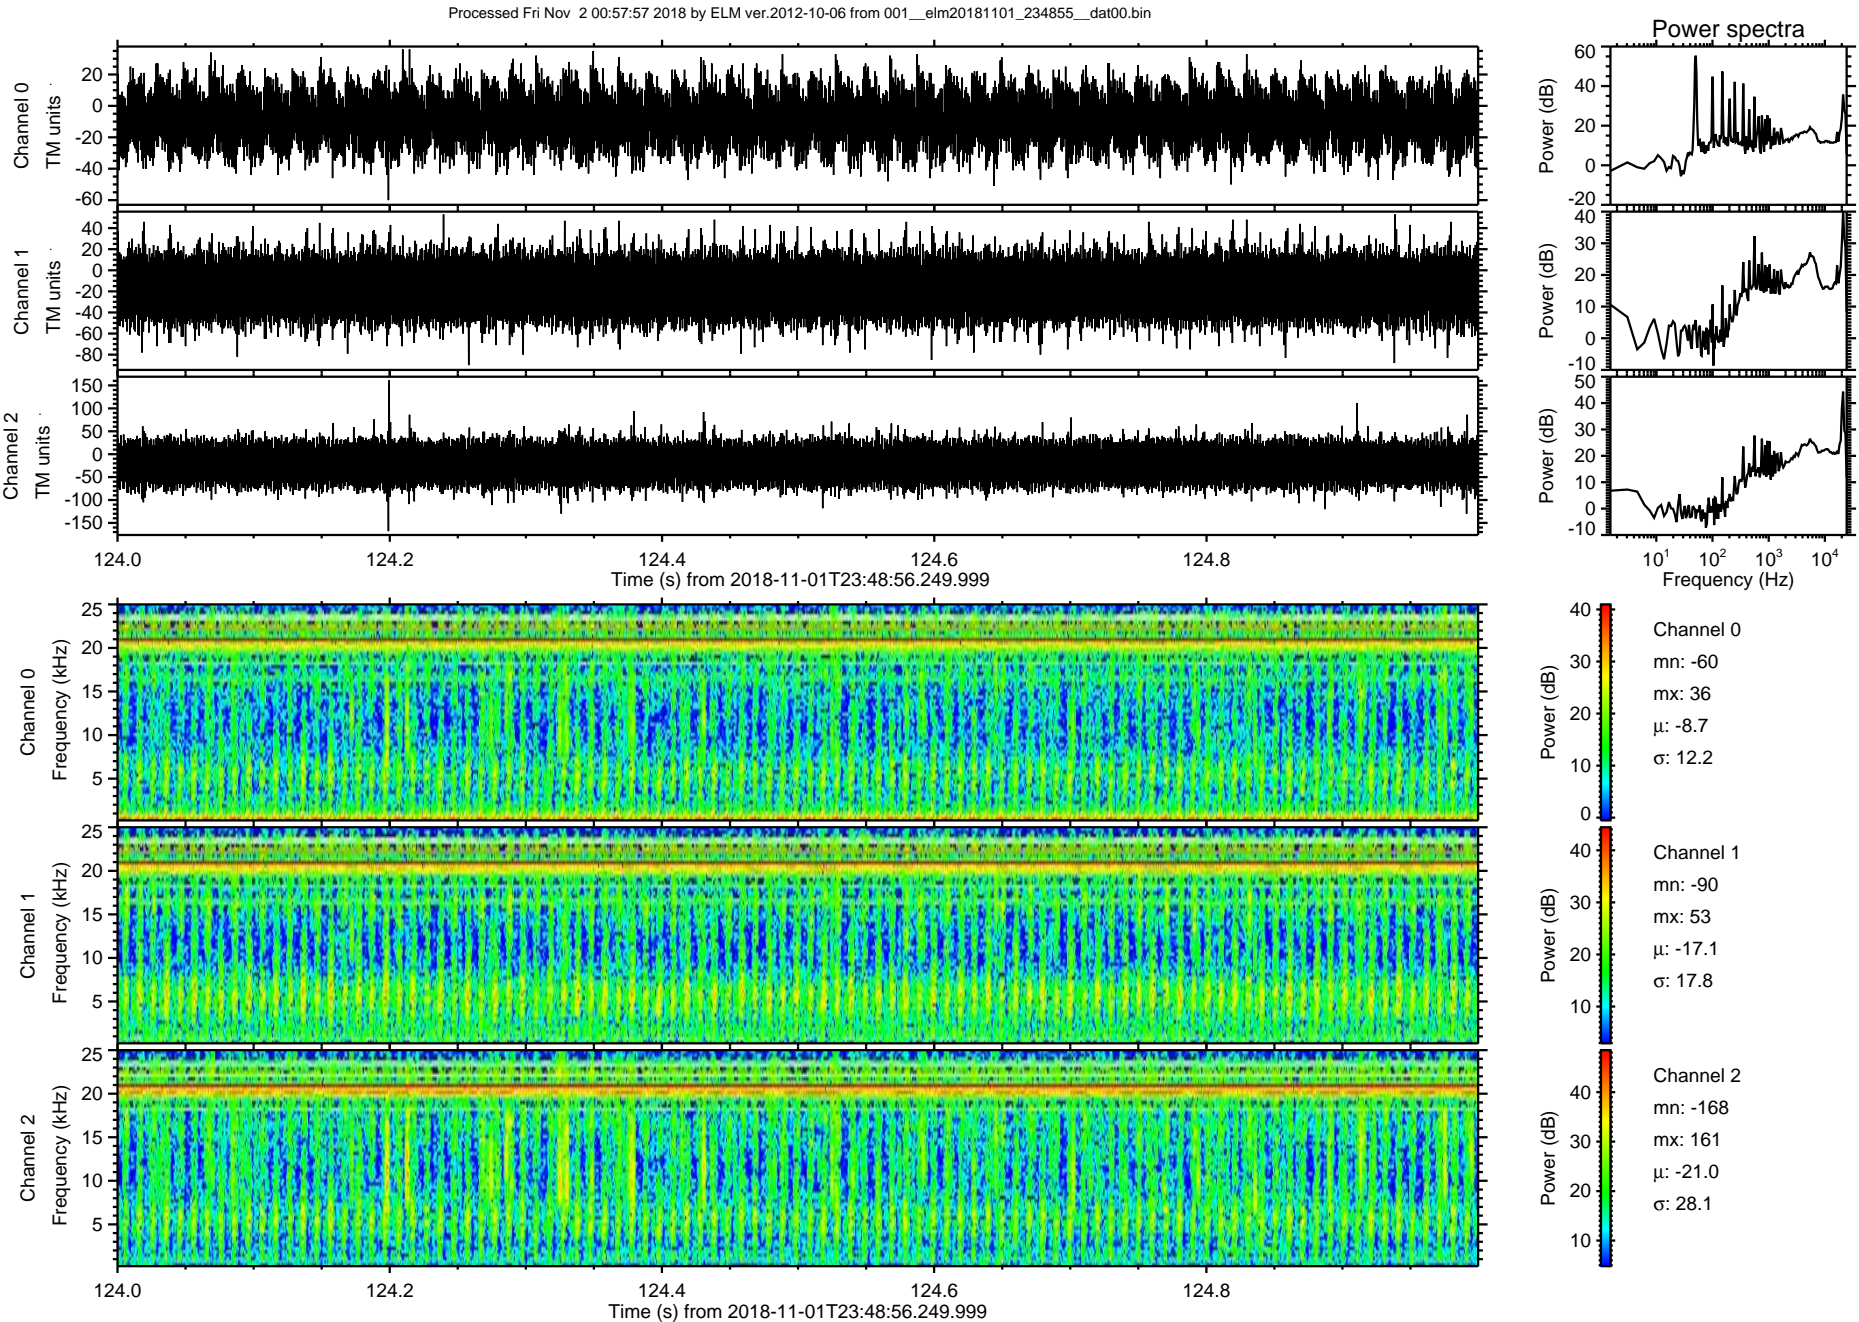 Processed Fri Nov  2 00:57:57 2018 by ELM ver.2012-10-06 from 001__elm20181101_234855__dat00.bin
Power spectra
Channel 0
TM units
20
0
-20
-40
-60
Power (dB)
60
40
20
0
-20
Channel 1
TM units
40
20
0
-20
-40
-60
-80
Power (dB)
40
30
20
10
0
-10
Channel 2
TM units
150
100
50
0
-50
-100
-150
Power (dB)
50
40
30
20
10
0
-10
124.0 124.2 124.4 124.6 124.8
Time (s) from 2018-11-01T23:48:56.249.999
10^1 10^2 10^3 10^4
Frequency (Hz)
Channel 0
Frequency (kHz)
25
20
15
10
5
Power (dB)
40
30
20
10
0
Channel 0
mn: -60
mx: 36
μ: -8.7
σ: 12.2
Channel 1
Frequency (kHz)
25
20
15
10
5
Power (dB)
40
30
20
10
Channel 1
mn: -90
mx: 53
μ: -17.1
σ: 17.8
Channel 2
Frequency (kHz)
25
20
15
10
5
Power (dB)
40
30
20
10
Channel 2
mn: -168
mx: 161
μ: -21.0
σ: 28.1
124.0 124.2 124.4 124.6 124.8
Time (s) from 2018-11-01T23:48:56.249.999